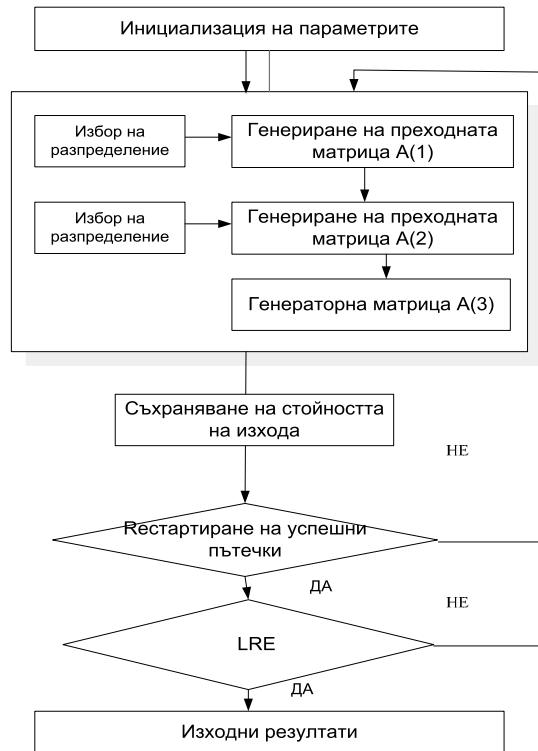 Инициализация на параметрите
Избор на
разпределение
Генериране на преходната
матрица А(1)
Избор на
разпределение
Генериране на преходната
матрица А(2)
Генераторна матрица А(3)
Съхраняване на стойността
на изхода
НЕ
Rестартиране на успешни
пътечки
ДА
НЕ
LRE
ДА
Изходни резултати